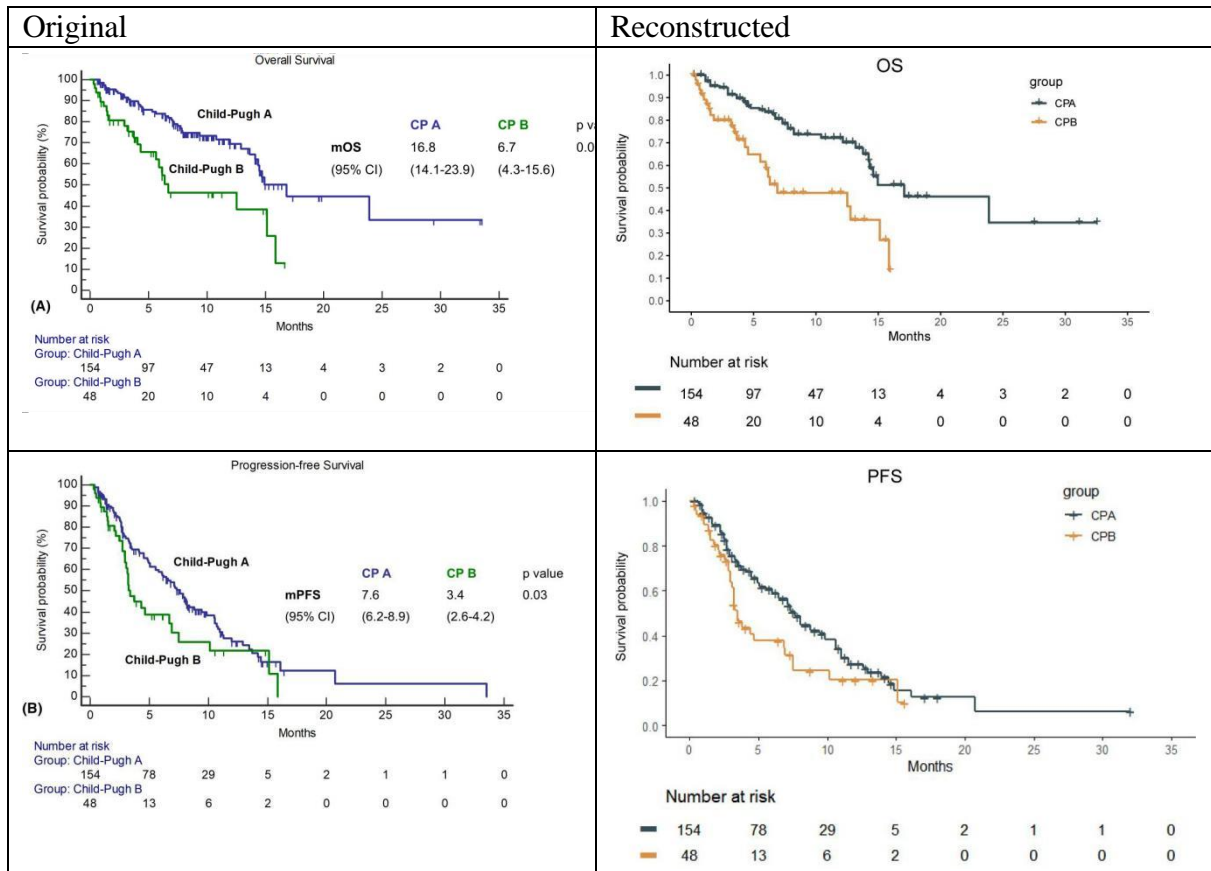 Original
Reconstructed
Overall Survival
100
90
80
70
60
50
40
30
20
10
0
Survival probability (%)
Child-Pugh A
Child-Pugh B
CP A CP B
mOS 16.8 6.7 0.0
(95% CI) (14.1-23.9) (4.3-15.6)
(A)
0 5 10 15 20 25 30 35
Months
Number at risk
Group: Child-Pugh A
154 97 47 13 4 3 2 0
Group: Child-Pugh B
48 20 10 4 0 0 0 0
OS
group
CPA
CPB
1.0
0.9
0.8
0.7
0.6
0.5
0.4
0.3
0.2
0.1
0.0
Survival probability
0 5 10 15 20 25 30 35
Months
Number at risk
154 97 47 13 4 3 2 0
48 20 10 4 0 0 0 0
Progression-free Survival
100
90
80
70
60
50
40
30
20
10
0
Survival probability (%)
Child-Pugh A
Child-Pugh B
CP A CP B p value
mPFS 7.6 3.4 0.03
(95% CI) (6.2-8.9) (2.6-4.2)
(B)
0 5 10 15 20 25 30 35
Months
Number at risk
Group: Child-Pugh A
154 78 29 5 2 1 1 0
Group: Child-Pugh B
48 13 6 2 0 0 0 0
PFS
group
CPA
CPB
1.0
0.8
0.6
0.4
0.2
0.0
Survival probability
0 5 10 15 20 25 30 35
Months
Number at risk
154 78 29 5 2 1 1 0
48 13 6 2 0 0 0 0